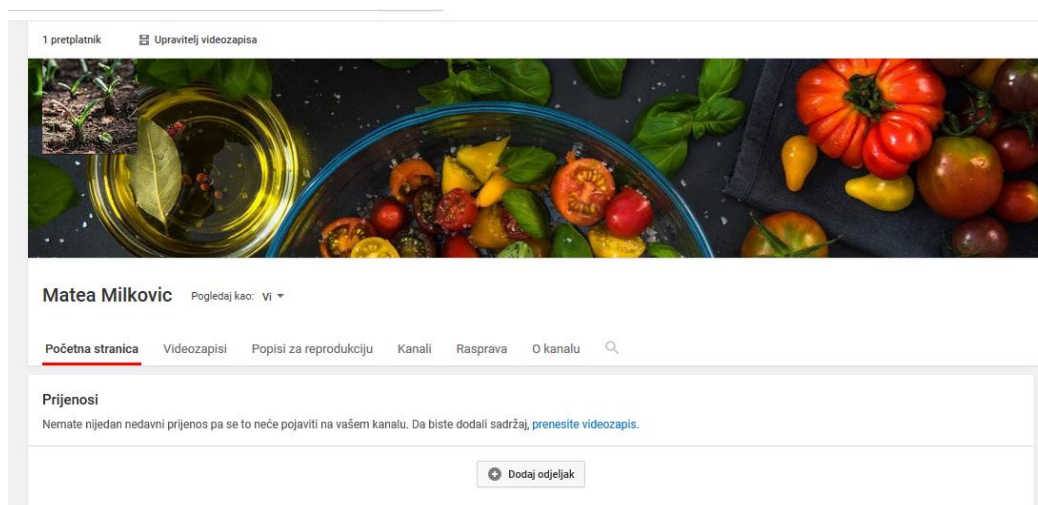 1 pretplatnik Upravitelj videozapisa
Matea Milkovic Pogledaj kao: Vi
Početna stranica Videozapisi Popisi za reprodukciju Kanali Rasprava O kanalu
Prijenosi
Nemate nijedan nedavni prijenos pa se to neće pojaviti na vašem kanalu. Da biste dodali sadržaj, prenesite videozapis.
Dodaj odjeljak